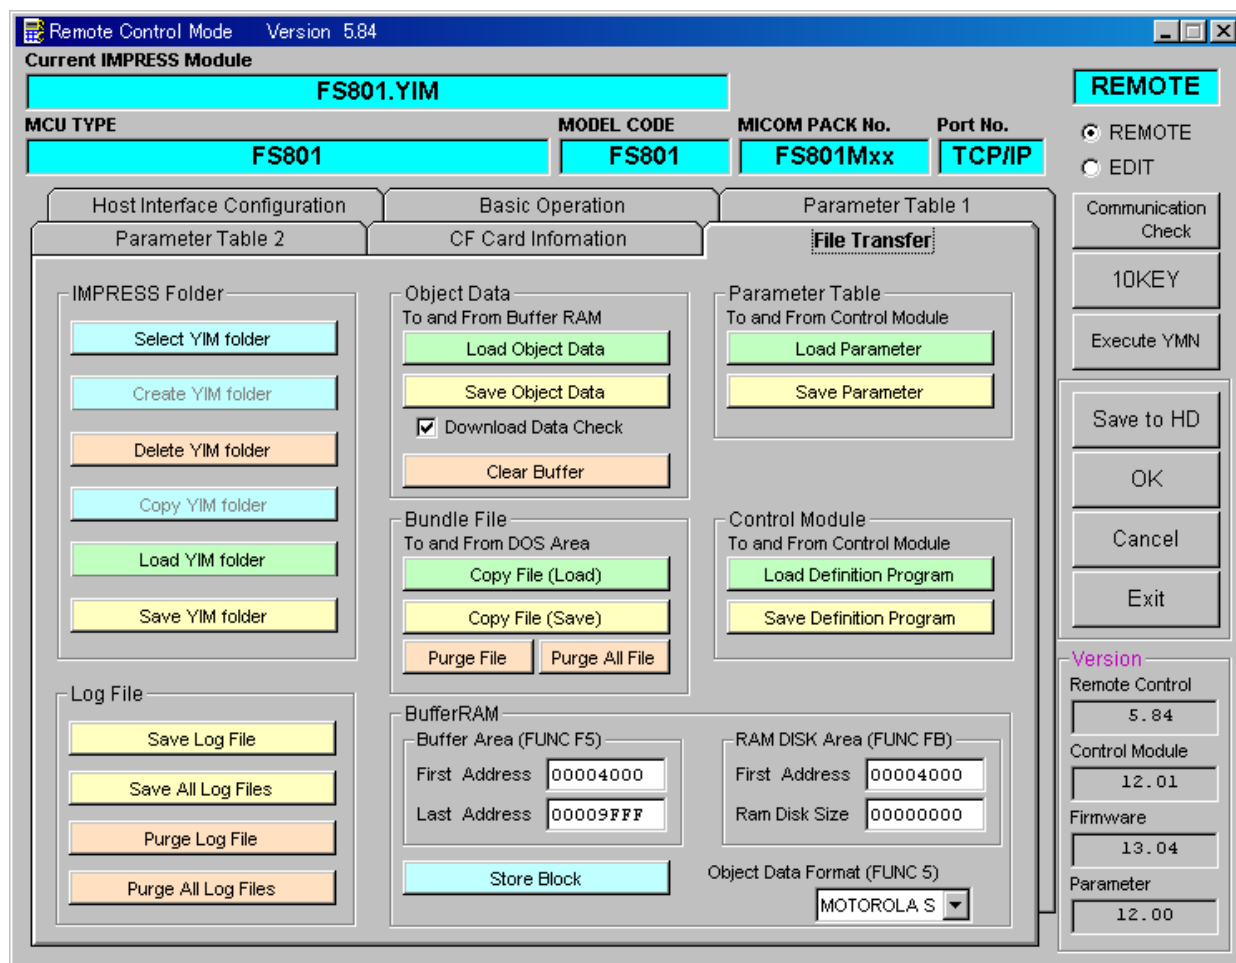 Remote Control Mode Version 5.84
Current IMPRESS Module
FS801.YIM
REMOTE
MCU TYPE
MODEL CODE
MICOM PACK No.
Port No.
FS801
FS801
FS801Mxx
TCP/IP
REMOTE
EDIT
Host Interface Configuration
Basic Operation
Parameter Table 1
Parameter Table 2
CF Card Infomation
File Transfer
Communication
Check
10KEY
Execute YMN
Save to HD
OK
Cancel
Exit
IMPRESS Folder
Select YIM folder
Create YIM folder
Delete YIM folder
Copy YIM folder
Load YIM folder
Save YIM folder
Log File
Save Log File
Save All Log Files
Purge Log File
Purge All Log Files
Object Data
To and From Buffer RAM
Load Object Data
Save Object Data
Download Data Check
Clear Buffer
Bundle File
To and From DOS Area
Copy File (Load)
Copy File (Save)
Purge File
Purge All File
Parameter Table
To and From Control Module
Load Parameter
Save Parameter
Control Module
To and From Control Module
Load Definition Program
Save Definition Program
BufferRAM
Buffer Area (FUNC F5)
First Address 00004000
Last Address 00009FFF
RAM DISK Area (FUNC FB)
First Address 00004000
Ram Disk Size 00000000
Store Block
Object Data Format (FUNC 5)
MOTOROLA S
Version
Remote Control
5.84
Control Module
12.01
Firmware
13.04
Parameter
12.00